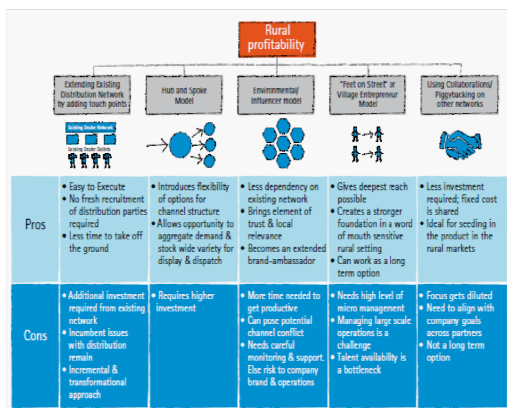 Rural
profitability
Extending Existing
Distribution Network
by adding touch points
Hub and Spoke
Model
Environmental/
Influencer model
"Feet on Street" or
Village Entrepreneur
Model
Using Collaborations/
Piggybacking on
other networks
Existing Dealer Network
Existing Dealer Outlets
Pros
• Easy to Execute
• No fresh recruitment
of distribution parties
required
• Less time to take off
the ground
• Introduces flexibility
of options for
channel structure
• Allows opportunity to
aggregate demand &
stock wide variety for
display & dispatch
• Less dependency on
existing network
• Brings element of
trust & local
relevance
• Becomes an extended
brand-ambassador
• Gives deepest reach
possible
• Creates a stronger
foundation in a word
of mouth sensitive
rural setting
• Can work as a long
term option
• Less investment
required; fixed cost
is shared
• Ideal for seeding in
the product in the
rural markets
Cons
• Additional investment
required from existing
network
• Incumbent issues
with distribution
remain
• Incremental &
transformational
approach
• Requires higher
investment
• More time needed to
get productive
• Can pose potential
channel conflict
• Needs careful
monitoring & support.
Else risk to company
brand & operations
• Needs high level of
micro management
• Managing large scale
operations is a
challenge
• Talent availability is
a bottleneck
• Focus gets diluted
• Need to align with
company goals
across partners
• Not a long term
option